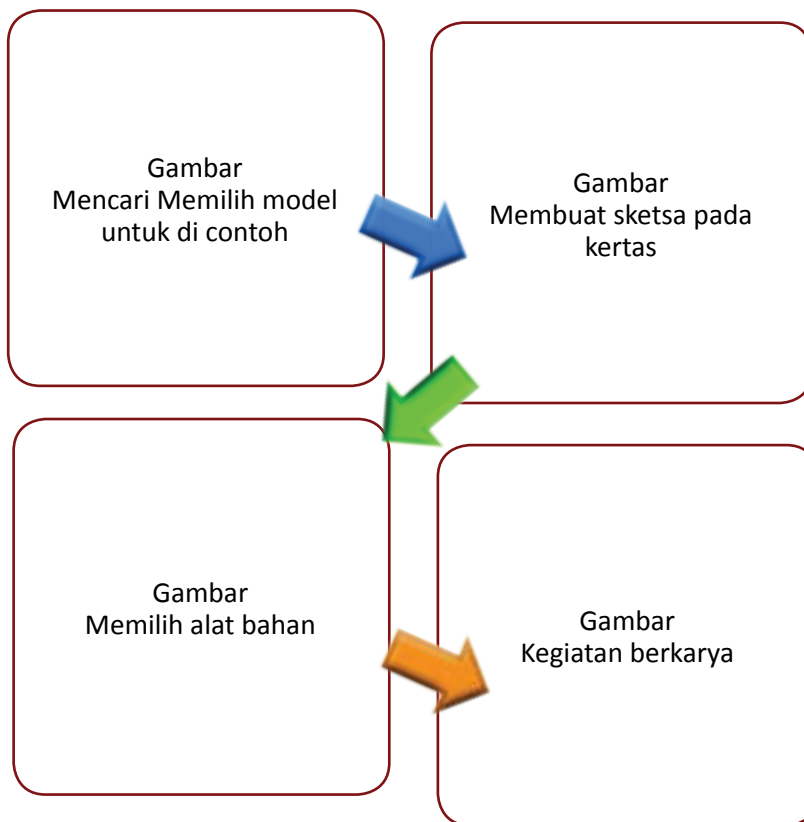 Gambar
Mencari Memilih model
untuk di contoh
Gambar
Membuat sketsa pada
kertas
Gambar
Memilih alat bahan
Gambar
Kegiatan berkarya